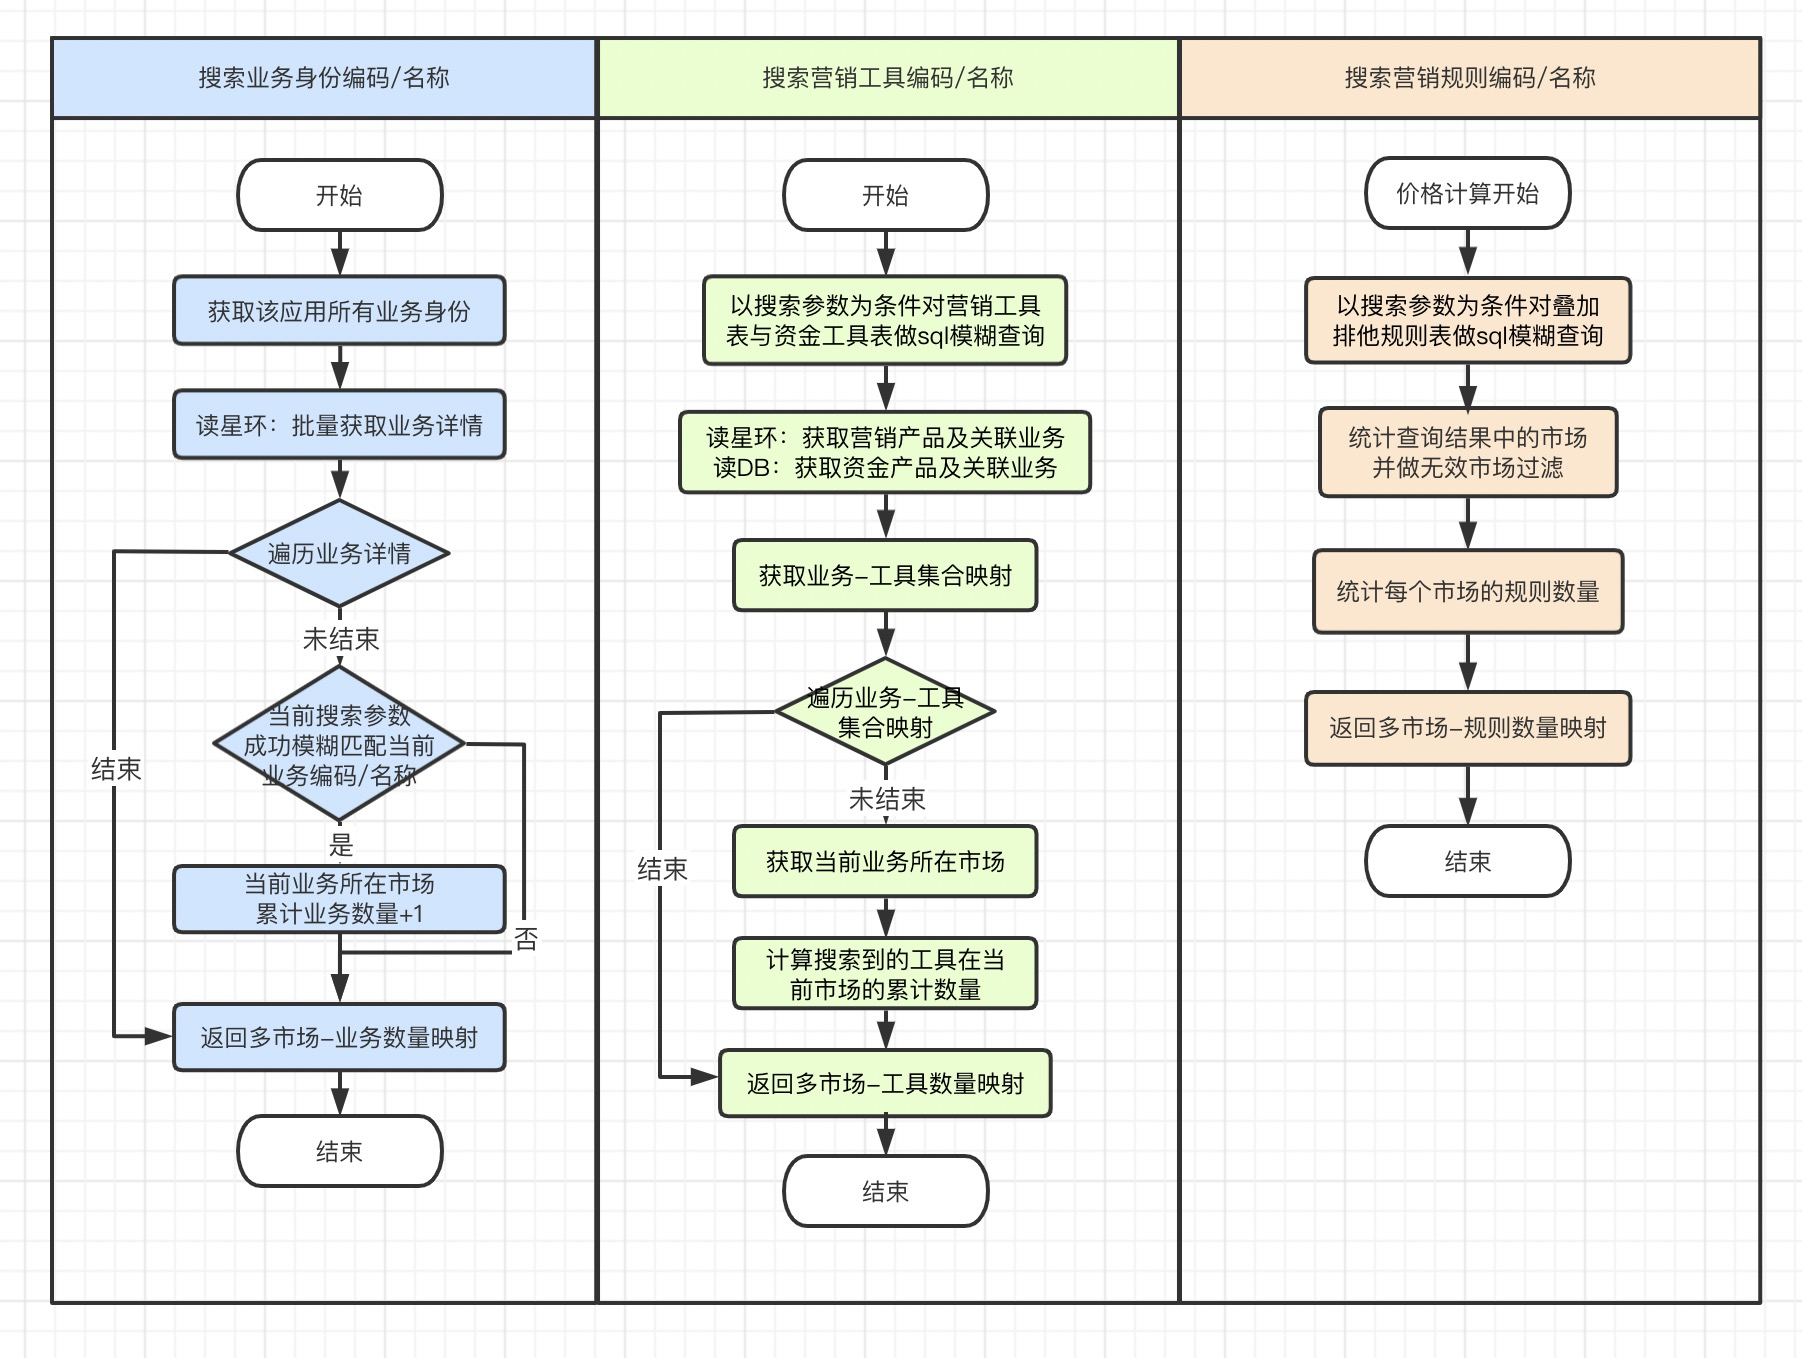 搜索业务身份编码/名称
开始
获取该应用所有业务身份
读星环：批量获取业务详情
遍历业务详情
未结束
当前搜索参数
成功模糊匹配当前
业务编码/名称
结束
是
当前业务所在市场
累计业务数量+1
否
返回多市场-业务数量映射
结束
搜索营销工具编码/名称
开始
以搜索参数为条件对营销工具
表与资金工具表做sql模糊查询
读星环：获取营销产品及关联业务
读DB：获取资金产品及关联业务
获取业务-工具集合映射
遍历业务-工具
集合映射
未结束
结束
获取当前业务所在市场
计算搜索到的工具在当
前市场的累计数量
返回多市场-工具数量映射
结束
搜索营销规则编码/名称
价格计算开始
以搜索参数为条件对叠加
排他规则表做sql模糊查询
统计查询结果中的市场
并做无效市场过滤
统计每个市场的规则数量
返回多市场-规则数量映射
结束